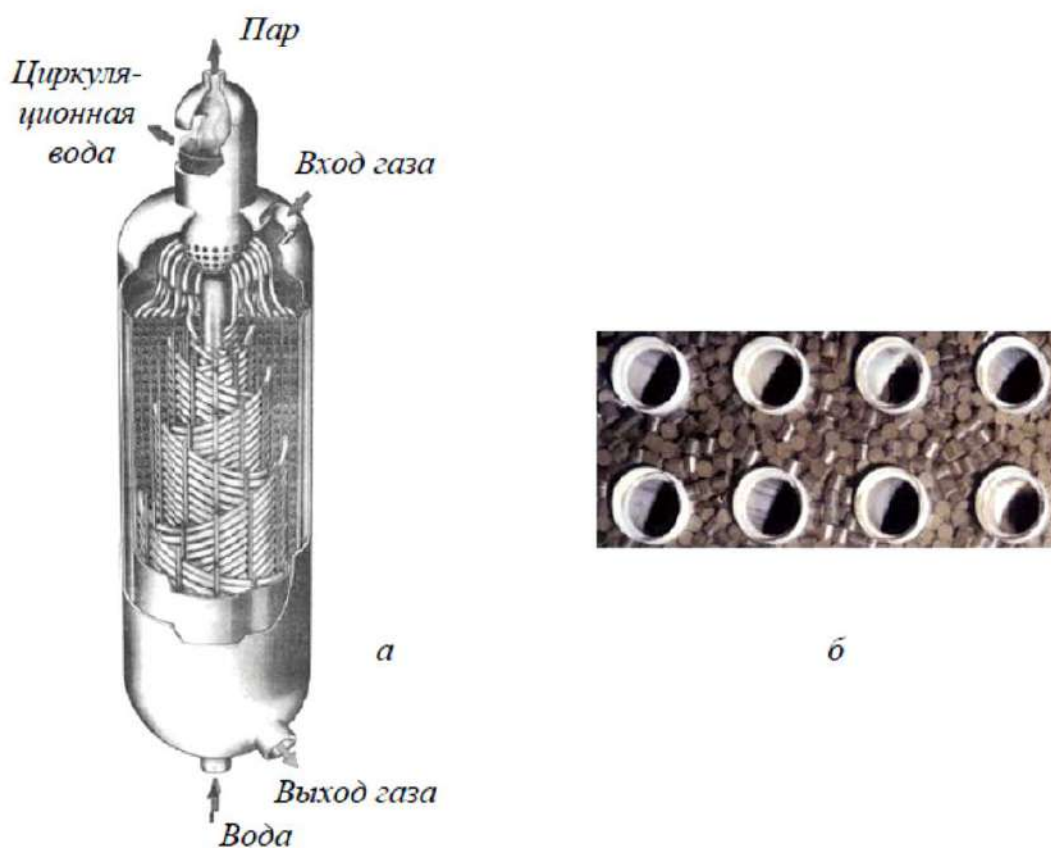 Пар
Циркуля-
ционная
вода
Вход газа
а
б
Выход газа
Вода